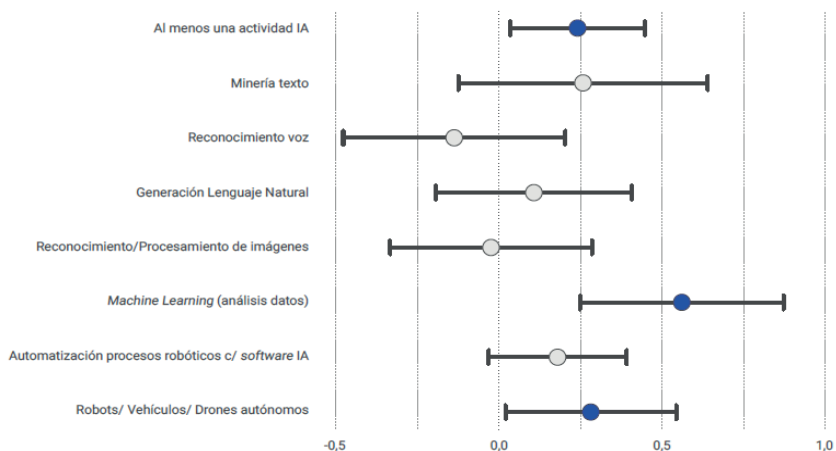 Al menos una actividad IA
Minería texto
Reconocimiento voz
Generación Lenguaje Natural
Reconocimiento/Procesamiento de imágenes
Machine Learning (análisis datos)
Automatización procesos robóticos c/ software IA
Robots/ Vehículos/ Drones autónomos
-0,5 0,0 0,5 1,0